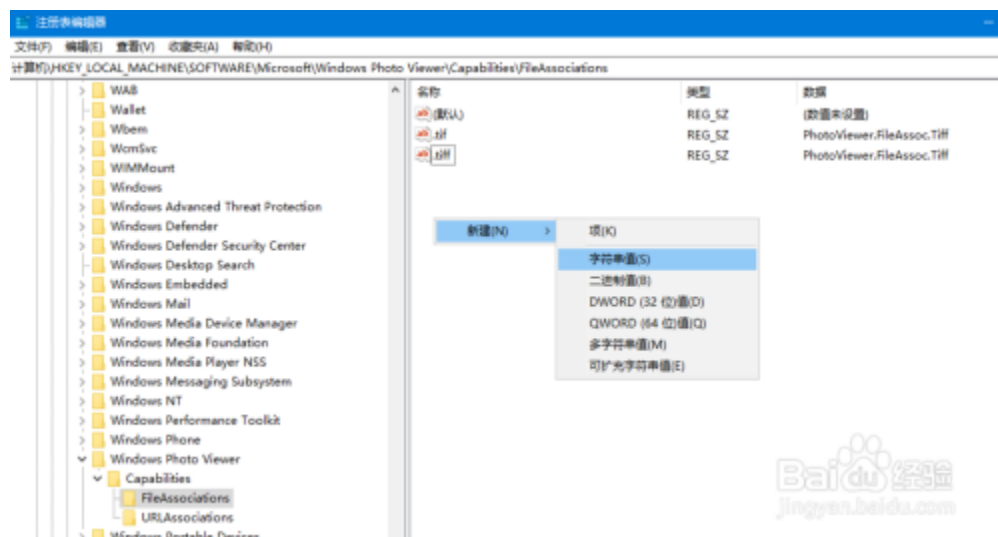 注册表编辑器
文件(F) 编辑(E) 查看(V) 收藏夹(A) 帮助(H)
计算机\HKEY_LOCAL_MACHINE\SOFTWARE\Microsoft\Windows Photo Viewer\Capabilities\FileAssociations
WAB
Wallet
Wbem
WcmSvc
WIMMount
Windows
Windows Advanced Threat Protection
Windows Defender
Windows Defender Security Center
Windows Desktop Search
Windows Embedded
Windows Mail
Windows Media Device Manager
Windows Media Foundation
Windows Media Player NSS
Windows Messaging Subsystem
Windows NT
Windows Performance Toolkit
Windows Phone
Windows Photo Viewer
Capabilities
FileAssociations
URLAssociations
Windows Portable Devices
名称 类型 数据
(默认) REG_SZ (数值未设置)
.tif REG_SZ PhotoViewer.FileAssoc.Tiff
.tiff REG_SZ PhotoViewer.FileAssoc.Tiff
新建(N)
项(K)
字符串值(S)
二进制值(B)
DWORD (32 位)值(D)
QWORD (64 位)值(Q)
多字符串值(M)
可扩充字符串值(E)
Baidu经验
jingyan.baidu.com